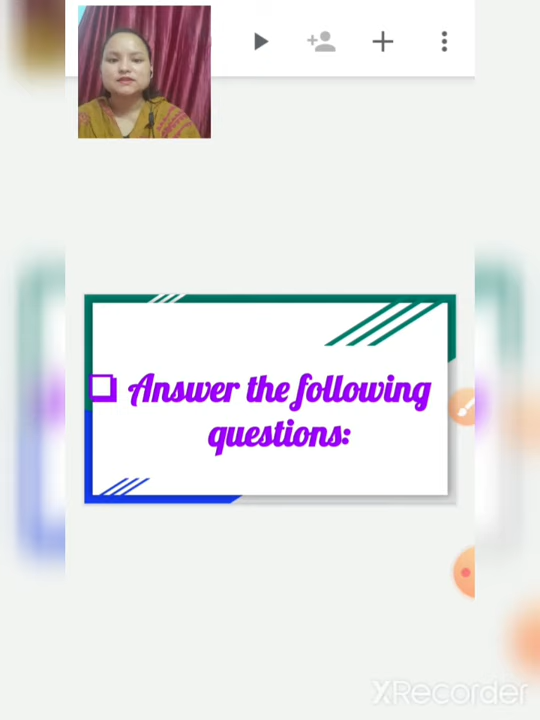 ❑ Answer the following
questions:
XRecorder